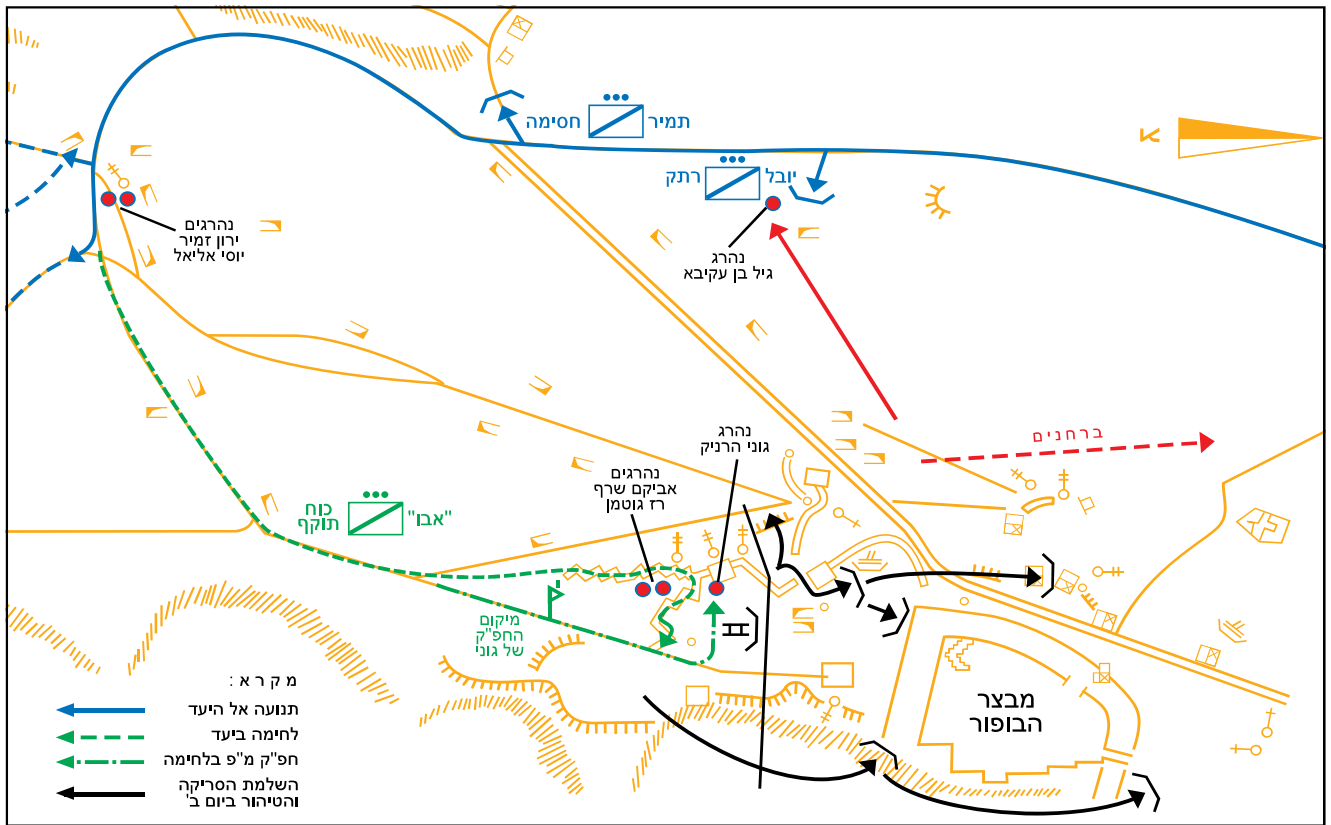 תמיר חסימה
יובל רתק
צ
נהרג
גיל בן עקיבא
נהרגים
ירון זמיר
יוסי אליאל
ברחנים
נהרג
גוני הרניק
נהרגים
אביקם שרף
רז גוטמן
"אבו"
כוח
תוקף
מיקום
החפ"ק
של גוני
מבצר
הבופור
מקרא:
תנועה אל היעד
לחימה ביעד
חפ"ק מ"פ בלחימה
השלמת הסריקה
והטיהור ביום ב'